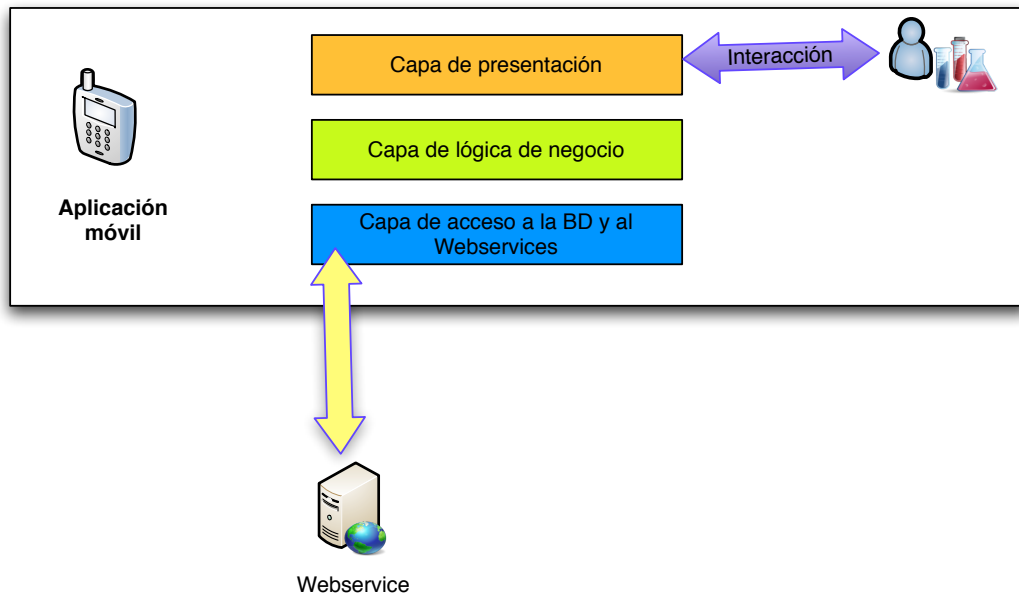 Capa de presentación
Interacción
Capa de lógica de negocio
Aplicación
móvil
Capa de acceso a la BD y al
Webservices
Webservice